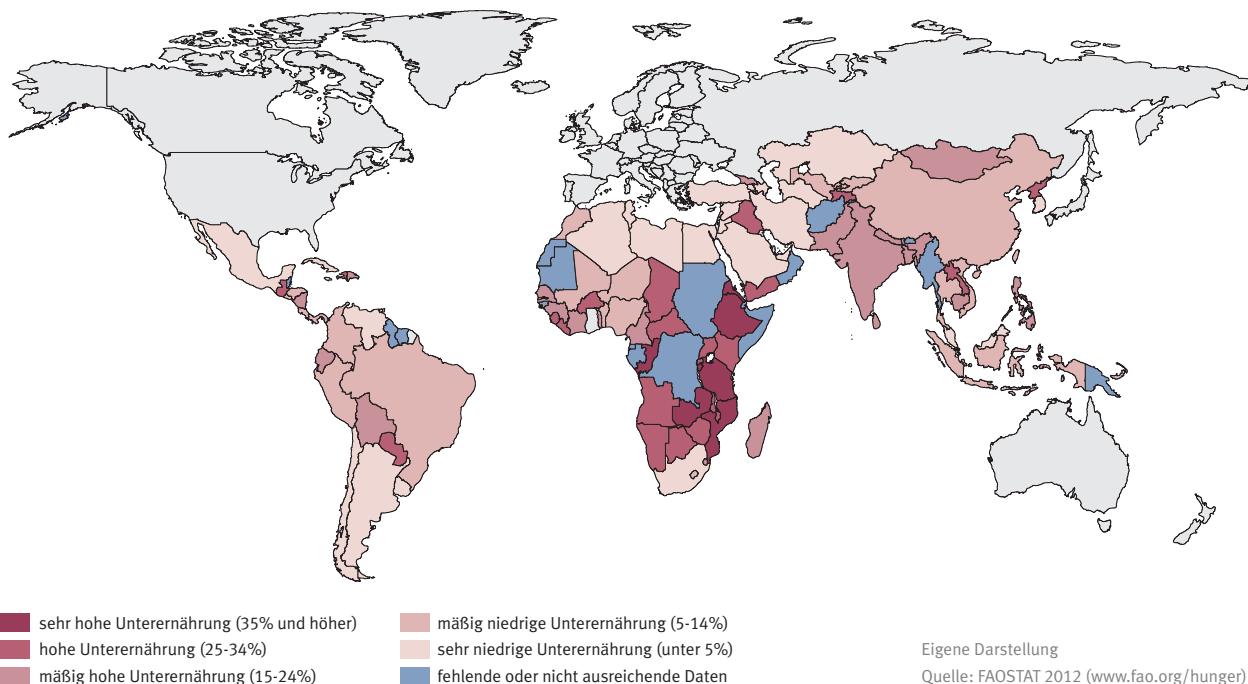 sehr hohe Unterernährung (35% und höher)
hohe Unterernährung (25-34%)
mäßig hohe Unterernährung (15-24%)
mäßig niedrige Unterernährung (5-14%)
sehr niedrige Unterernährung (unter 5%)
fehlende oder nicht ausreichende Daten
Eigene Darstellung
Quelle: FAOSTAT 2012 (www.fao.org/hunger)